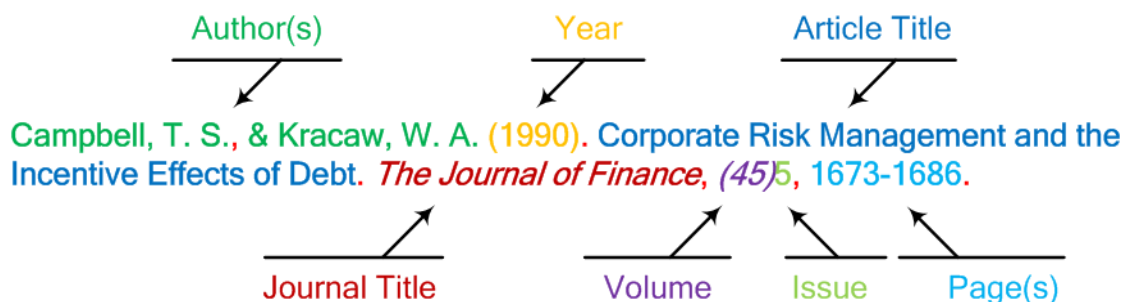 Author(s) Year Article Title
Campbell, T. S., & Kracaw, W. A. (1990). Corporate Risk Management and the
Incentive Effects of Debt. The Journal of Finance, (45)5, 1673-1686.
Journal Title Volume Issue Page(s)